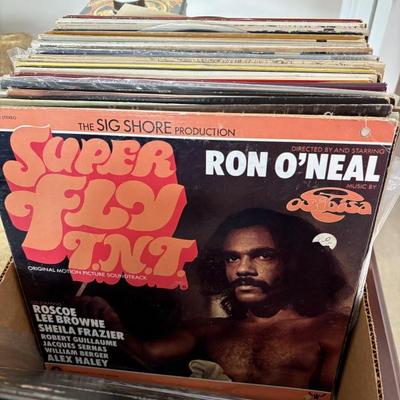 STEREO
THE SIG SHORE PRODUCTION
SUPER
FLY
T.N.T.
ORIGINAL MOTION PICTURE SOUNDTRACK
DIRECTED BY AND STARRING
RON O'NEAL
MUSIC BY
OSIBISA
ROSCOE
LEE BROWNE
SHEILA FRAZIER
ROBERT GUILLAUME
JACQUES SERNAS
WILLIAM BERGER
ALEX HALEY